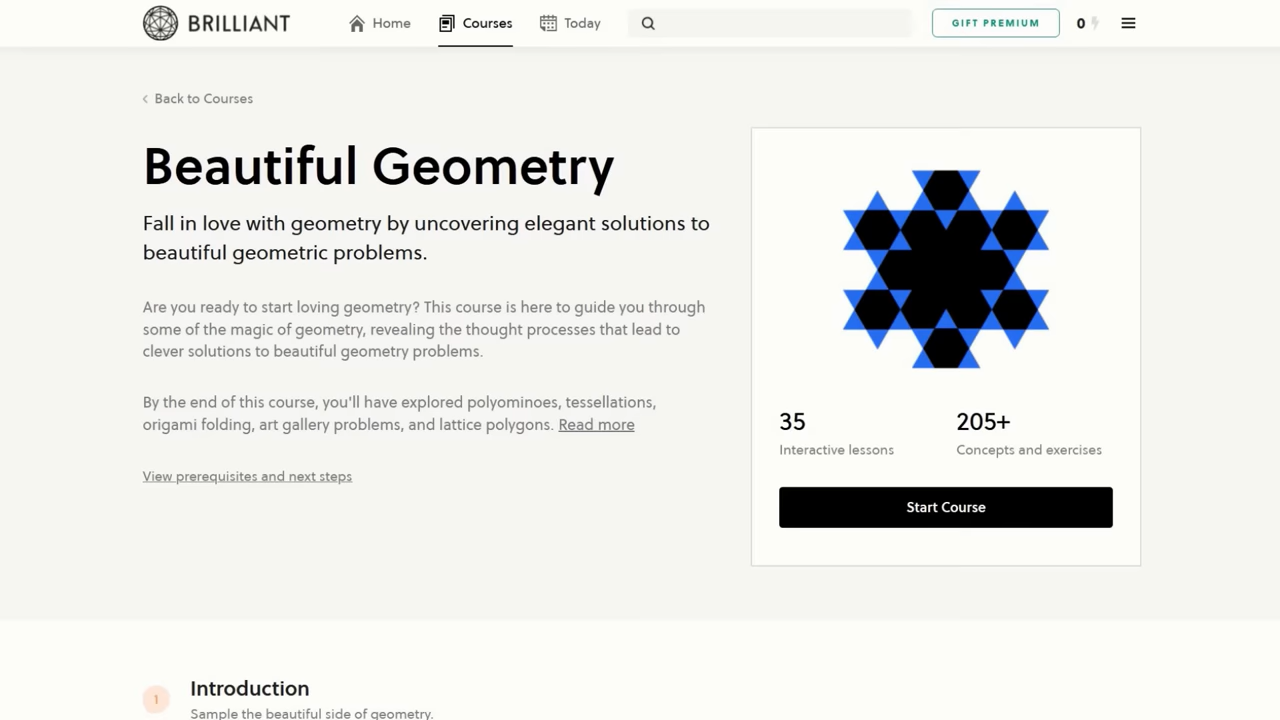 BRILLIANT
Home
Courses
Today
GIFT PREMIUM
0
Back to Courses
Beautiful Geometry
Fall in love with geometry by uncovering elegant solutions to
beautiful geometric problems.
Are you ready to start loving geometry? This course is here to guide you through
some of the magic of geometry, revealing the thought processes that lead to
clever solutions to beautiful geometry problems.
By the end of this course, you'll have explored polyominoes, tessellations,
origami folding, art gallery problems, and lattice polygons. Read more
View prerequisites and next steps
35
Interactive lessons
205+
Concepts and exercises
Start Course
1
Introduction
Sample the beautiful side of geometry.